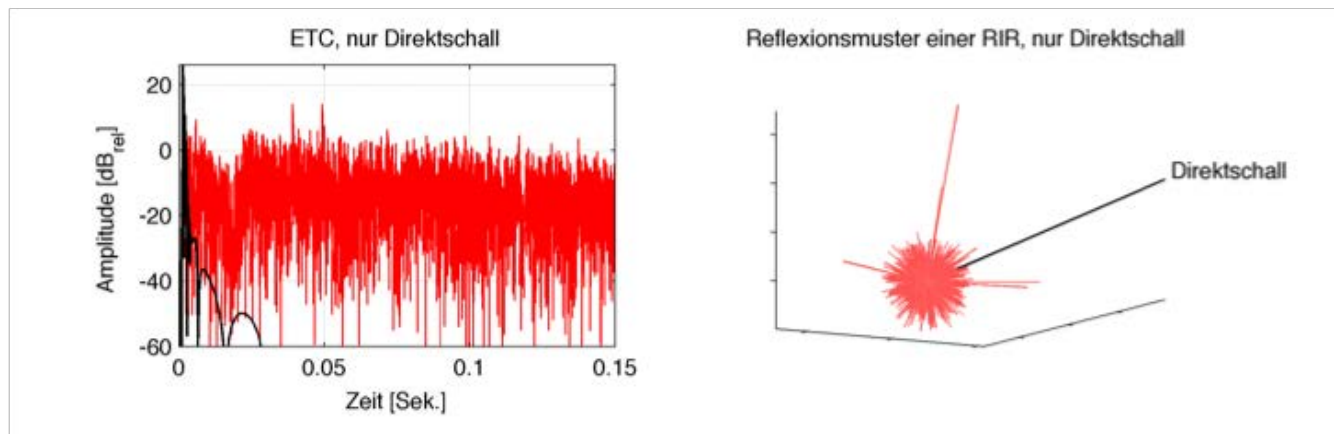 ETC, nur Direktschall
Amplitude [dB_rel]
20
0
-20
-40
-60
0
0.05
0.1
0.15
Zeit [Sek.]
Reflexionsmuster einer RIR, nur Direktschall
Direktschall